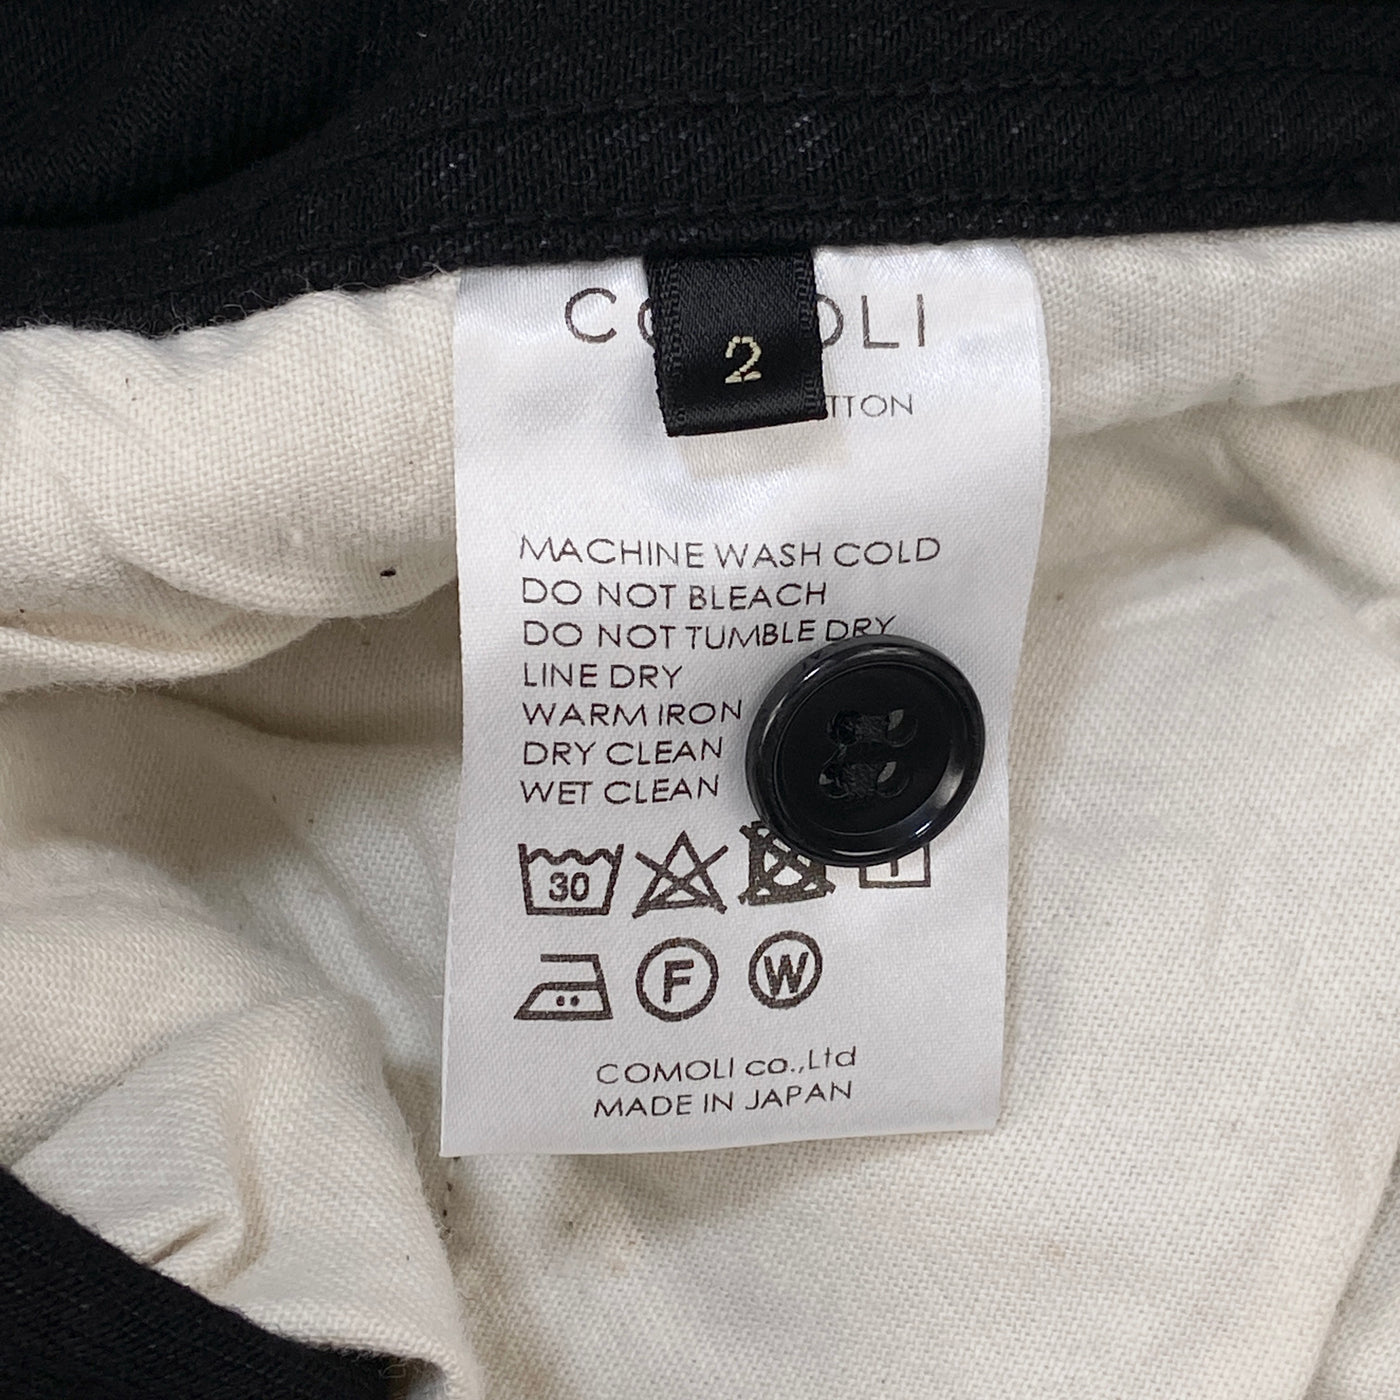 2
MACHINE WASH COLD
DO NOT BLEACH
DO NOT TUMBLE DRY
LINE DRY
WARM IRON
DRY CLEAN
WET CLEAN
30
F W
COMOLI co.,Ltd
MADE IN JAPAN